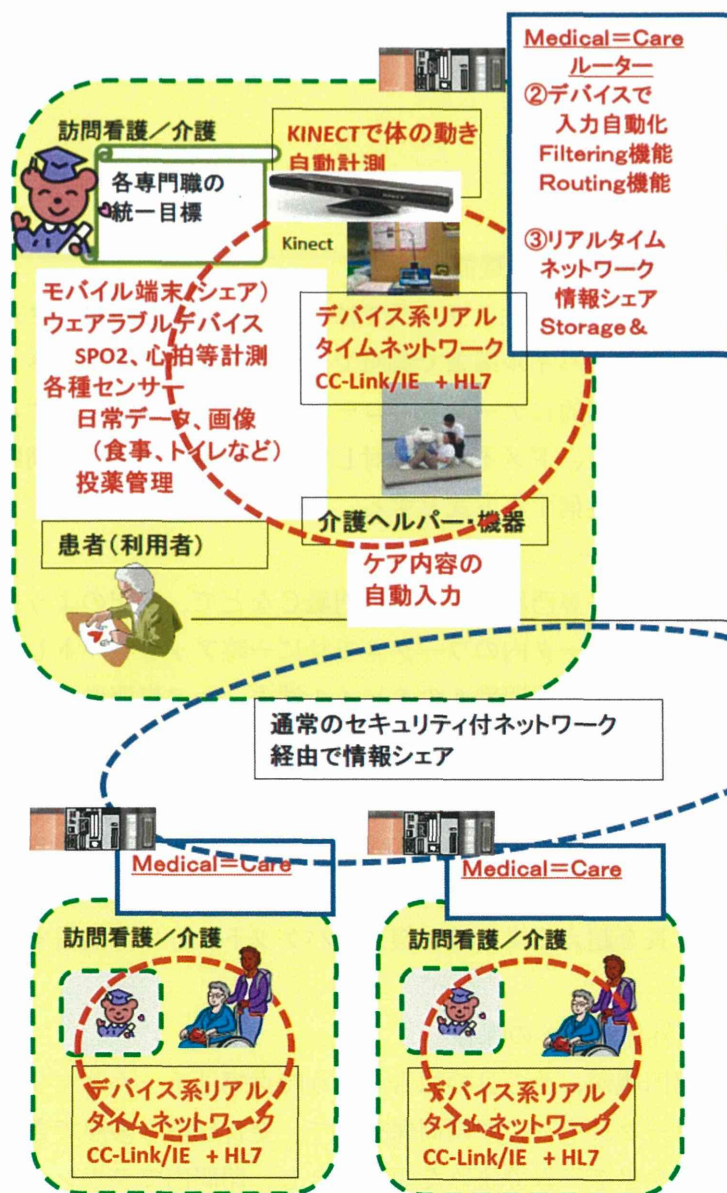 Medical=Care
ルーター
②デバイスで
入力自動化
Filtering機能
Routing機能
③リアルタイム
ネットワーク
情報シェア
Storage&
訪問看護/介護
各専門職の
統一目標
KINECTで体の動き
自動計測
Kinect
モバイル端末(シェア)
ウェアラブルデバイス
SPO2、心拍等計測
各種センサー
日常データ、画像
(食事、トイレなど)
投薬管理
デバイス系リアル
タイムネットワーク
CC-Link/IE +HL7
介護ヘルパー・機器
ケア内容の
自動入力
患者(利用者)
通常のセキュリティ付ネットワーク
経由で情報シェア
Medical=Care
訪問看護/介護
デバイス系リアル
タイムネットワーク
CC-Link/IE +HL7
Medical=Care
訪問看護/介護
デバイス系リアル
タイムネットワーク
CC-Link/IE +HL7